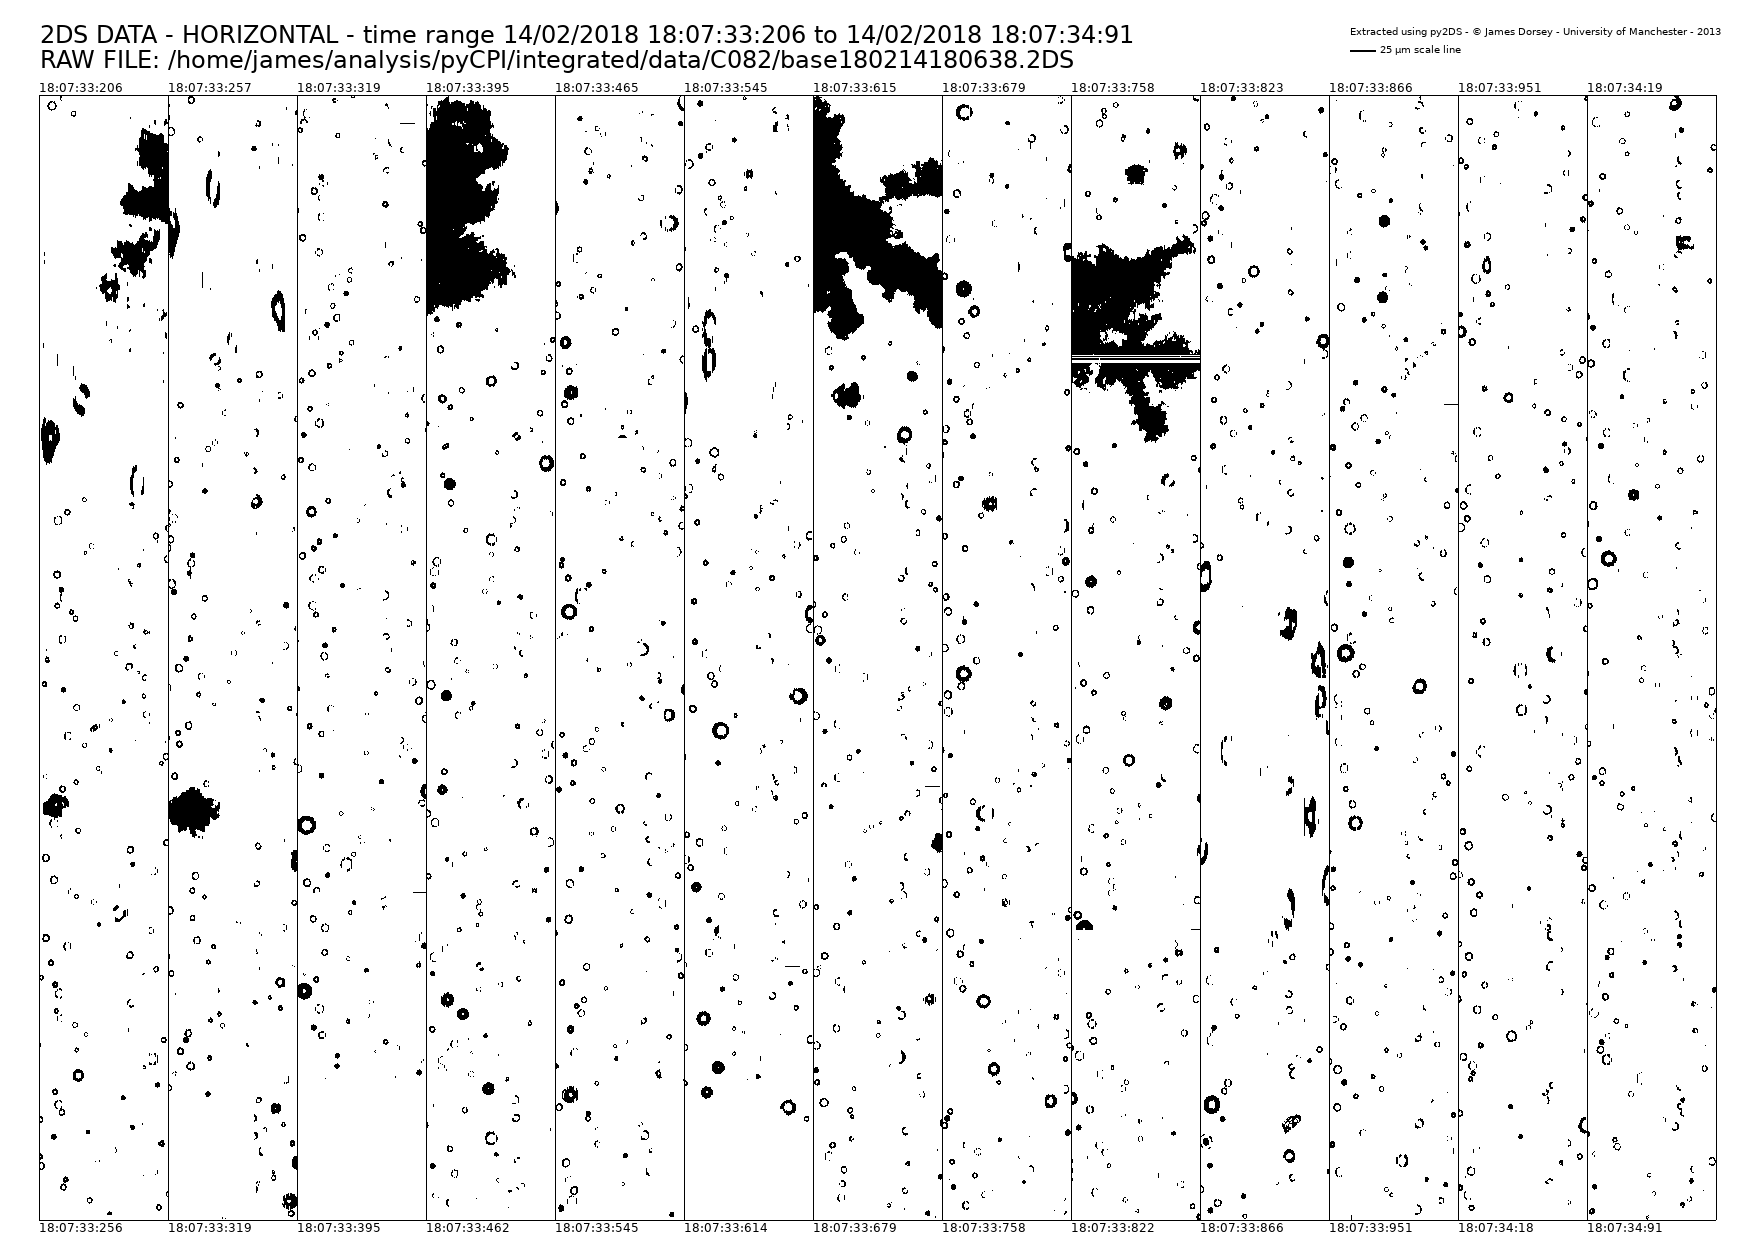 2DS DATA - HORIZONTAL - time range 14/02/2018 18:07:33:206 to 14/02/2018 18:07:34:91
RAW FILE: /home/james/analysis/pyCPI/integrated/data/C082/base180214180638.2DS
Extracted using py2DS - © James Dorsey - University of Manchester - 2013
25 µm scale line
18:07:33:206 18:07:33:257 18:07:33:319 18:07:33:395 18:07:33:465 18:07:33:545 18:07:33:615 18:07:33:679 18:07:33:758 18:07:33:823 18:07:33:866 18:07:33:951 18:07:34:19
18:07:33:256 18:07:33:319 18:07:33:395 18:07:33:462 18:07:33:545 18:07:33:614 18:07:33:679 18:07:33:758 18:07:33:822 18:07:33:866 18:07:33:951 18:07:34:18 18:07:34:91